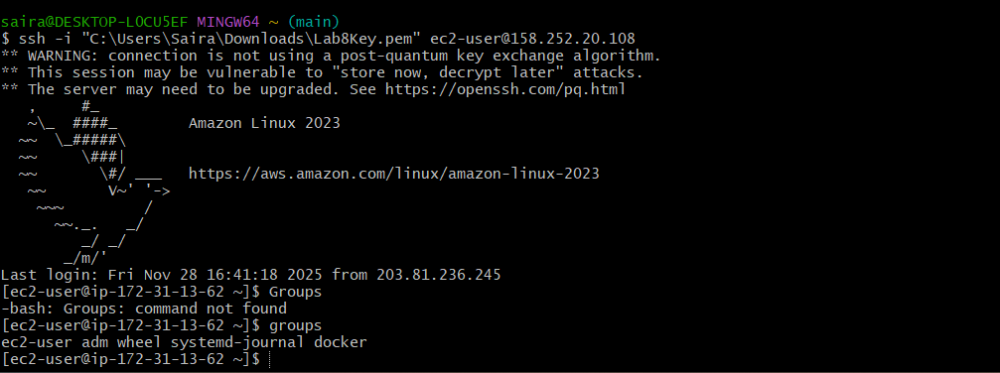 saira@DESKTOP-LOCU5EF MINGW64 ~ (main)
$ ssh -i "C:\Users\Saira\Downloads\Lab8Key.pem" ec2-user@158.252.20.108
** WARNING: connection is not using a post-quantum key exchange algorithm.
** This session may be vulnerable to "store now, decrypt later" attacks.
** The server may need to be upgraded. See https://openssh.com/pq.html
   ,     #_
   ~\_  ####_        Amazon Linux 2023
  ~~  \_#####\
  ~~     \###|
  ~~       \#/ ___   https://aws.amazon.com/linux/amazon-linux-2023
   ~~       V~' '->
    ~~~         /
      ~~._.   _/
         _/ _/
       _/m/'
Last login: Fri Nov 28 16:41:18 2025 from 203.81.236.245
[ec2-user@ip-172-31-13-62 ~]$ Groups
-bash: Groups: command not found
[ec2-user@ip-172-31-13-62 ~]$ groups
ec2-user adm wheel systemd-journal docker
[ec2-user@ip-172-31-13-62 ~]$